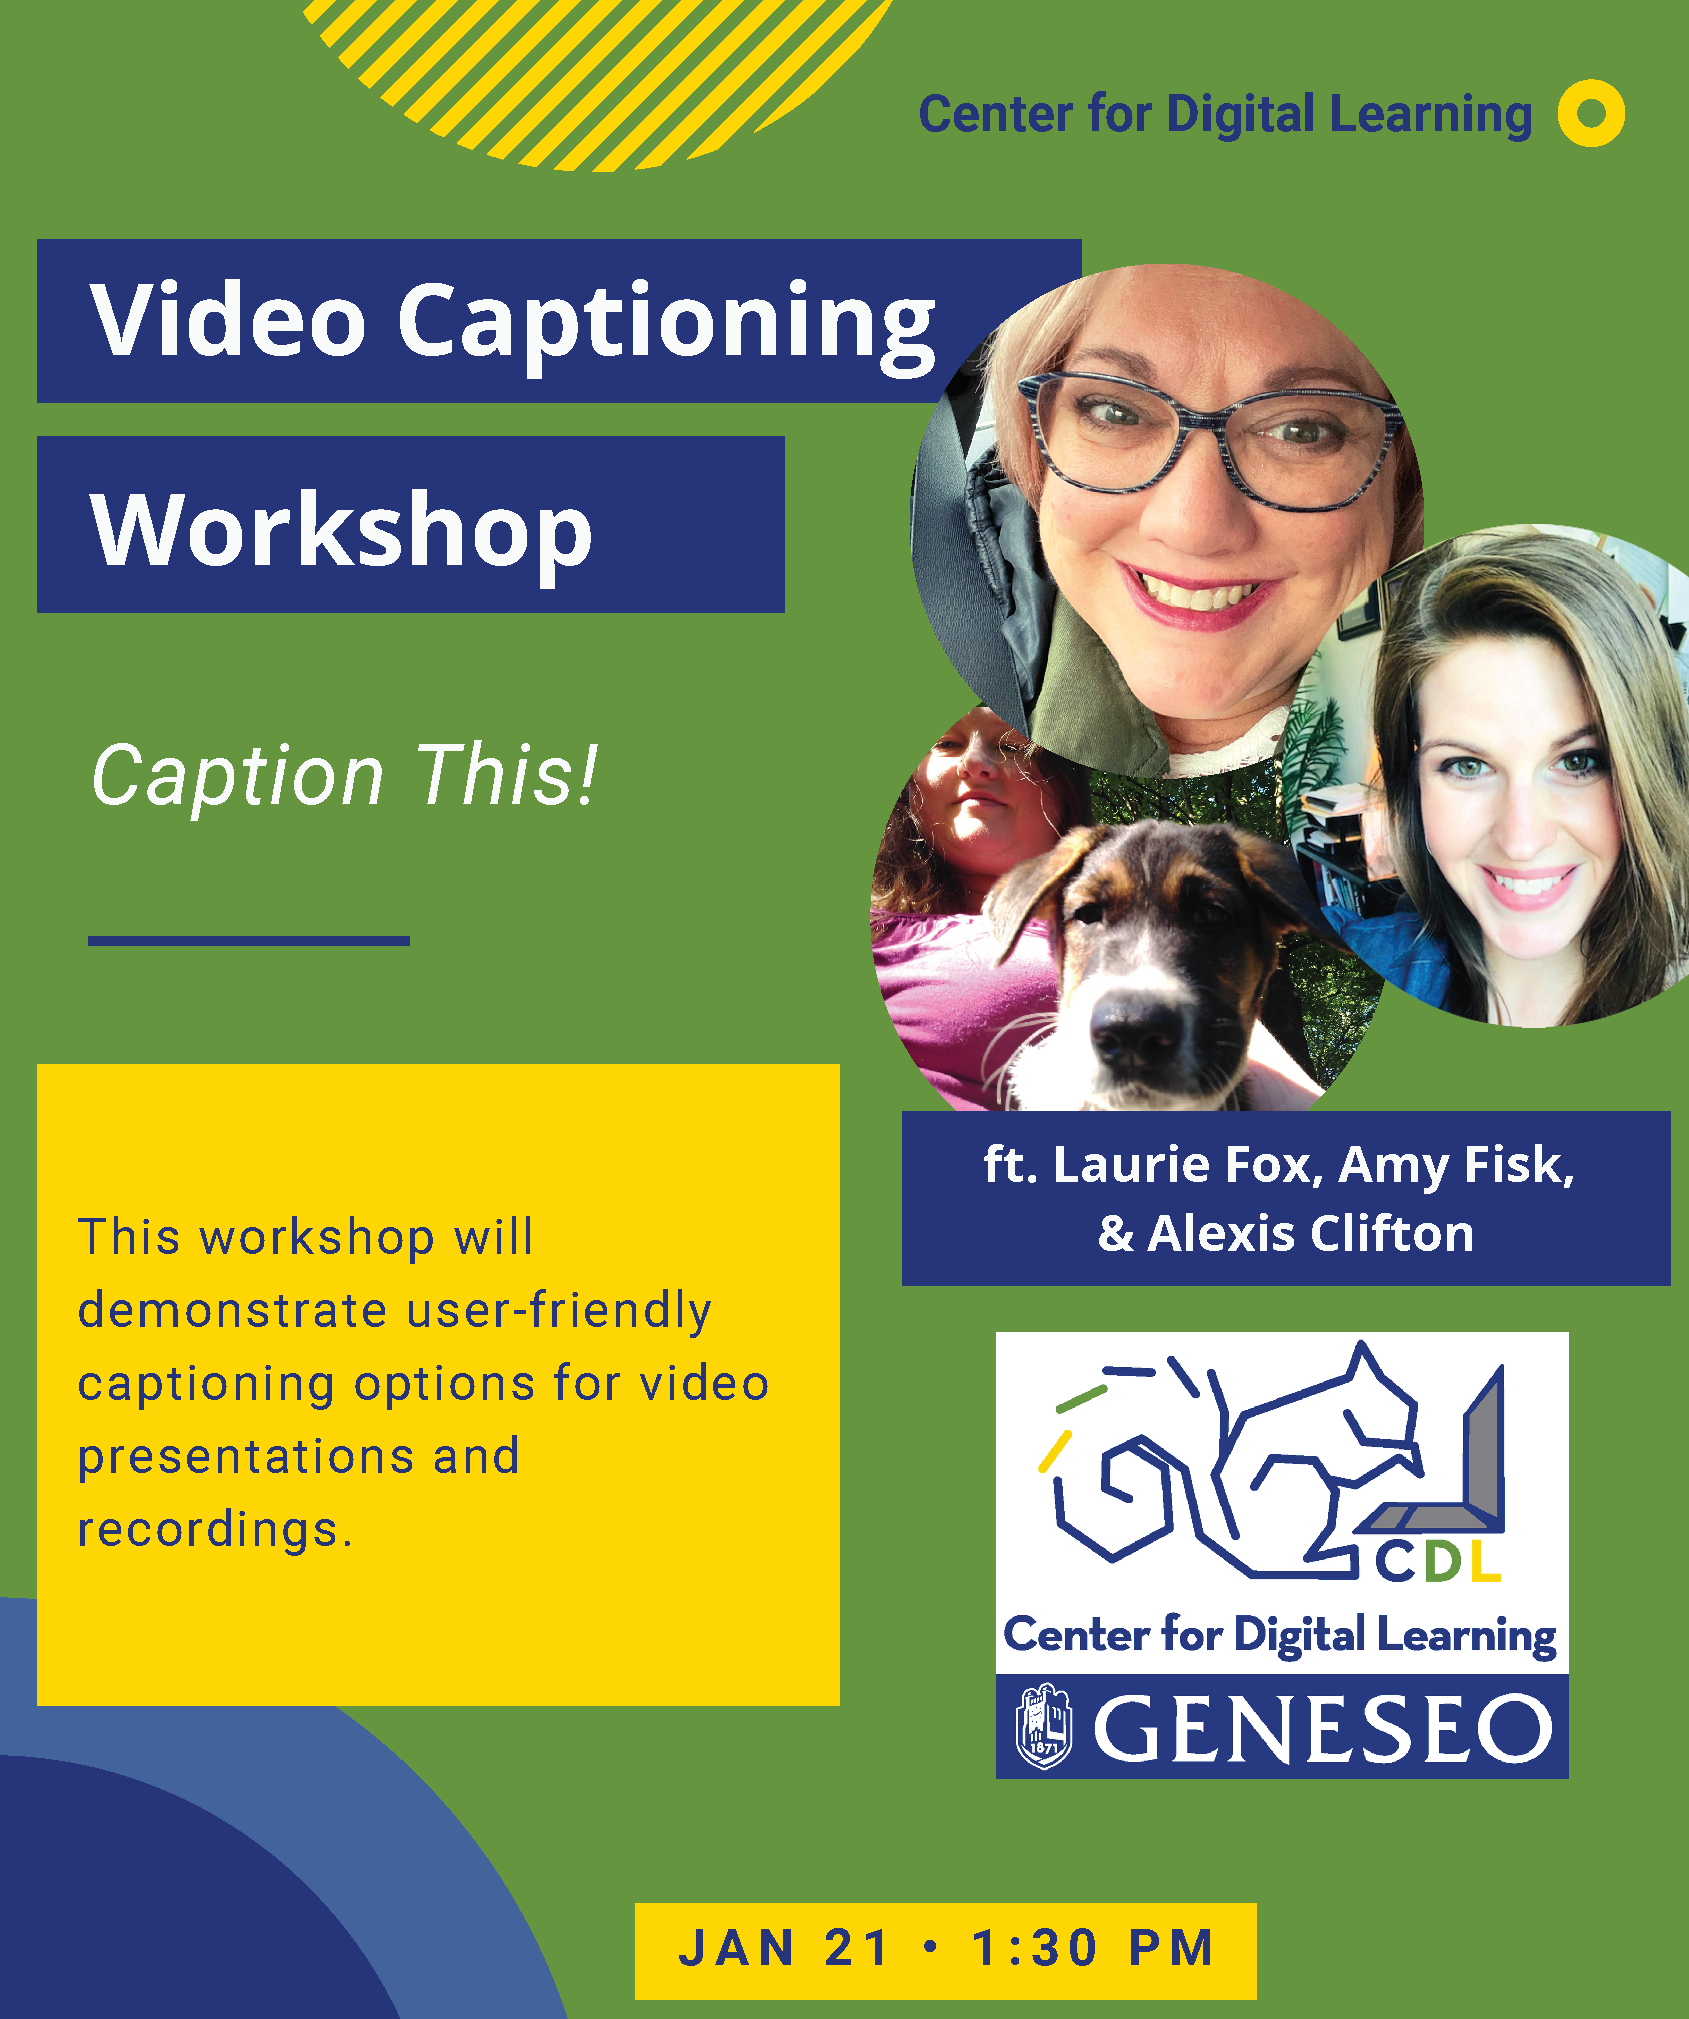 Center for Digital Learning
Video Captioning
Workshop
Caption This!
This workshop will
demonstrate user-friendly
captioning options for video
presentations and
recordings.
ft. Laurie Fox, Amy Fisk,
& Alexis Clifton
CDL
Center for Digital Learning
1871
GENESEO
JAN 21 • 1:30 PM